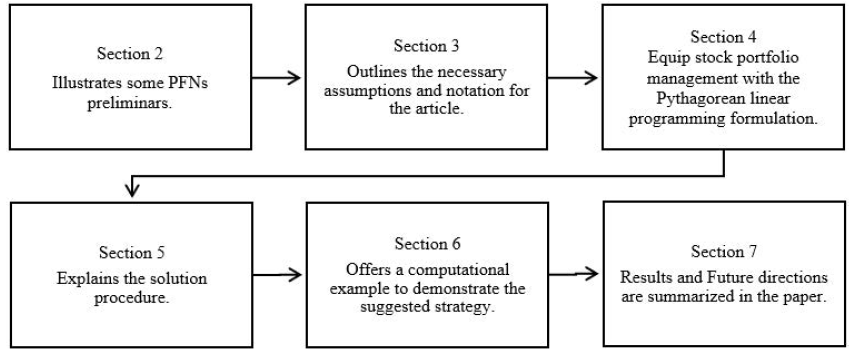 Section 2
Illustrates some PFNs
preliminars.
Section 3
Outlines the necessary
assumptions and notation for
the article.
Section 4
Equip stock portfolio
management with the
Pythagorean linear
programming formulation.
Section 5
Explains the solution
procedure.
Section 6
Offers a computational
example to demonstrate the
suggested strategy.
Section 7
Results and Future directions
are summarized in the paper.